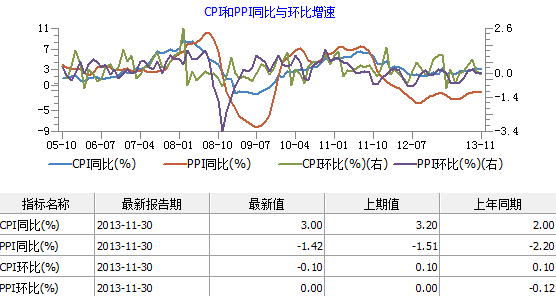 CPI和PPI同比与环比增速
11 2.6
7
3 0.0
0
-4 -1.4
-9 -3.4
05-10 06-07 07-04 08-01 08-10 09-07 10-04 11-01 11-10 12-07 13-11
CPI同比(%) PPI同比(%) CPI环比(%)(右) PPI环比(%)(右)
指标名称 最新报告期 最新值 上期值 上年同期
CPI同比(%) 2013-11-30 3.00 3.20 2.00
PPI同比(%) 2013-11-30 -1.42 -1.51 -2.20
CPI环比(%) 2013-11-30 -0.10 0.10 0.10
PPI环比(%) 2013-11-30 0.00 0.00 -0.12